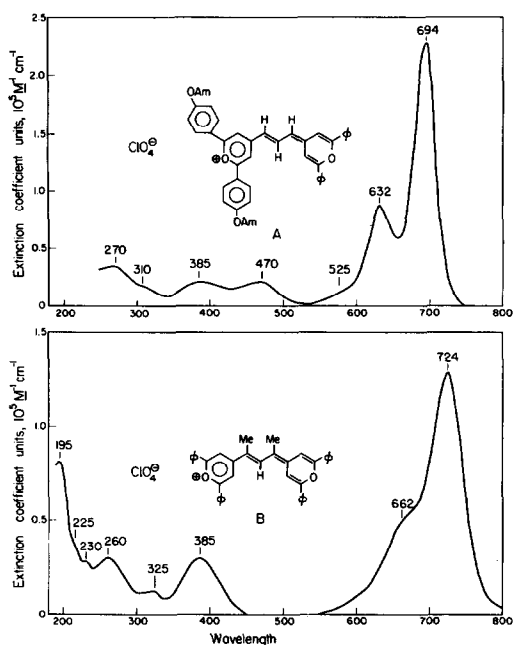 Extinction coefficient units, 10⁵ M⁻¹ cm⁻¹
2.5
2.0
1.5
1.0
0.5
0
694
632
270
310
385
470
525
OAm
H H
ClO₄⊖
⊕ O
H
O
ϕ
ϕ
OAm
A
200 300 400 500 600 700 800
Extinction coefficient units, 10⁵ M⁻¹ cm⁻¹
1.5
1.0
0.5
0
724
195
662
225
230
260
325
385
Me Me
ClO₄⊖
ϕ
ϕ
⊕ O
H
O
ϕ
ϕ
B
200 300 400 500 600 700 800
Wavelength